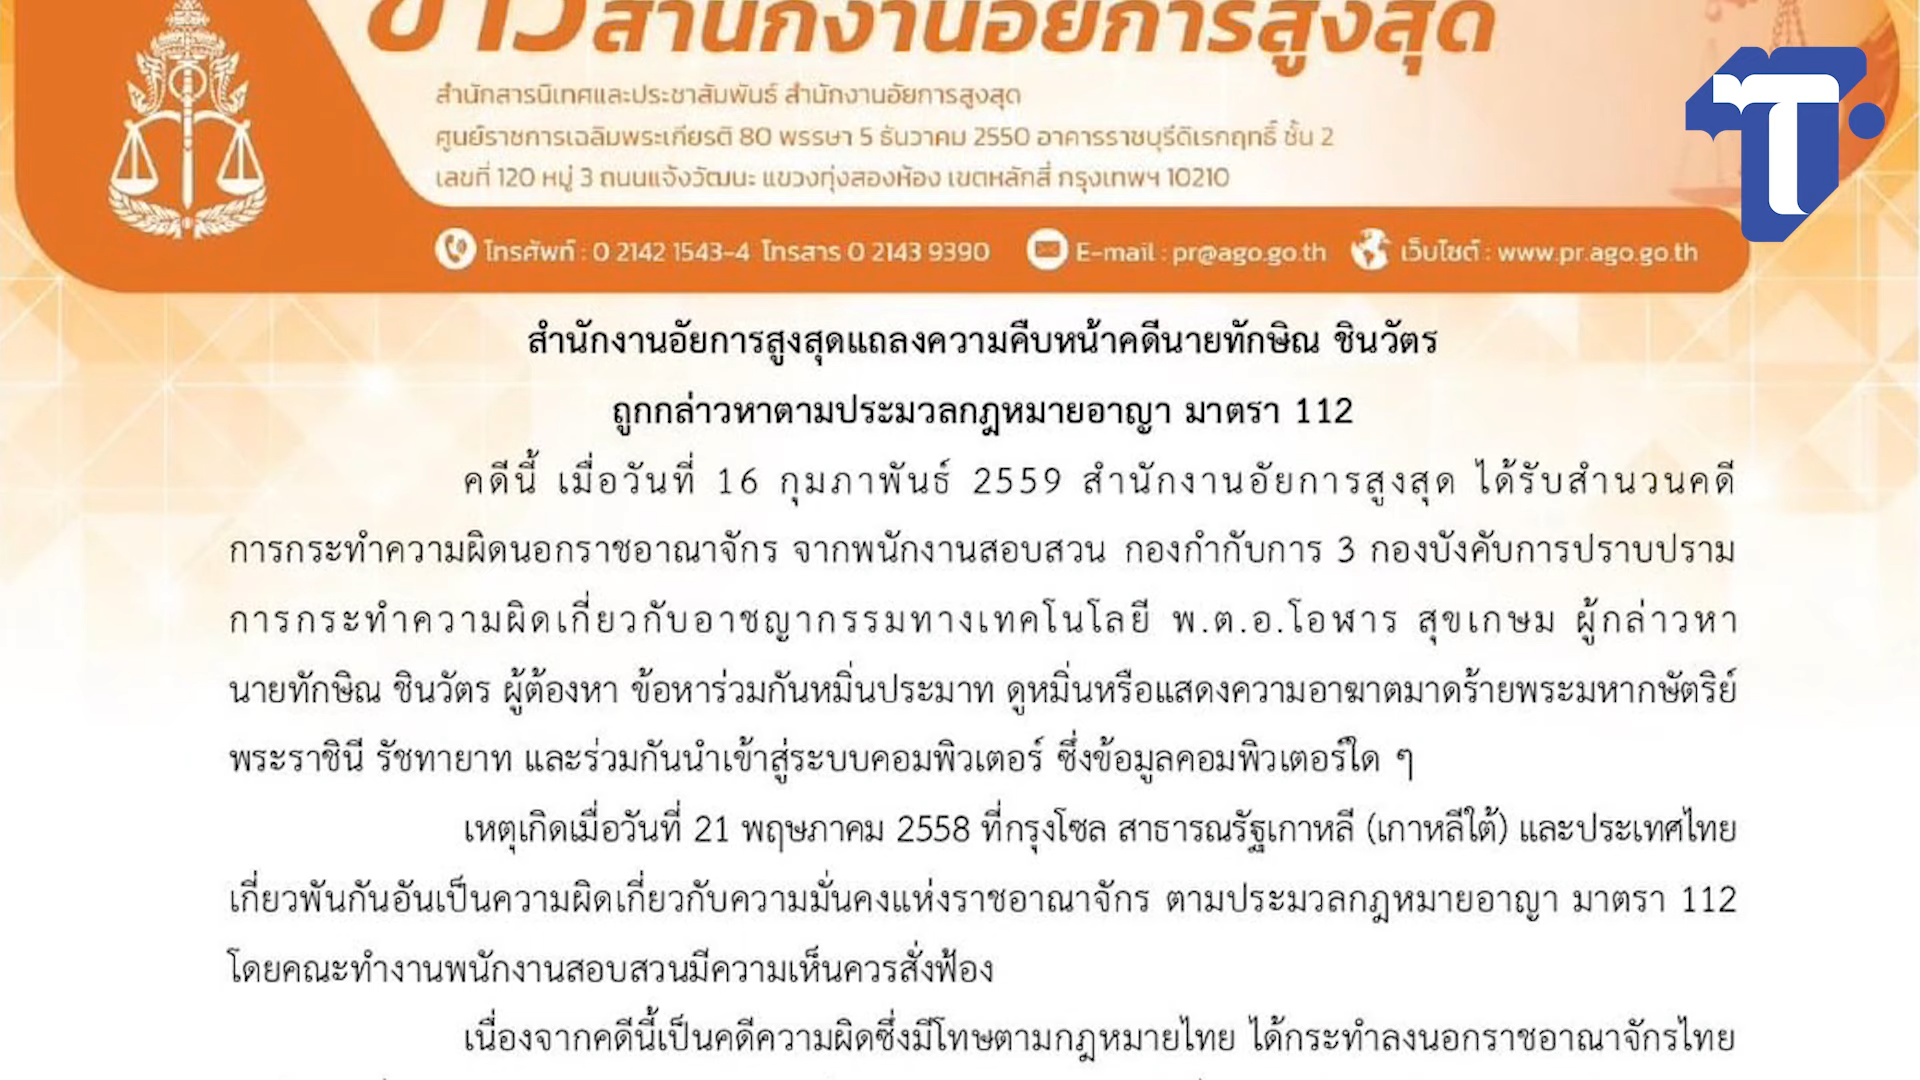 ข่าวสำนักงานอัยการสูงสุด
สำนักสารนิเทศและประชาสัมพันธ์ สำนักงานอัยการสูงสุด
ศูนย์ราชการเฉลิมพระเกียรติ 80 พรรษา 5 ธันวาคม 2550 อาคารราชบุรีดิเรกฤทธิ์ ชั้น 2
เลขที่ 120 หมู่ 3 ถนนแจ้งวัฒนะ แขวงทุ่งสองห้อง เขตหลักสี่ กรุงเทพฯ 10210
โทรศัพท์ : 0 2142 1543-4 โทรสาร 0 2143 9390 E-mail : pr@ago.go.th เว็บไซต์ : www.pr.ago.go.th
สำนักงานอัยการสูงสุดแถลงความคืบหน้าคดีนายทักษิณ ชินวัตร
ถูกกล่าวหาตามประมวลกฎหมายอาญา มาตรา 112
คดีนี้ เมื่อวันที่ 16 กุมภาพันธ์ 2559 สำนักงานอัยการสูงสุด ได้รับสำนวนคดี
การกระทำความผิดนอกราชอาณาจักร จากพนักงานสอบสวน กองกำกับการ 3 กองบังคับการปราบปราม
การกระทำความผิดเกี่ยวกับอาชญากรรมทางเทคโนโลยี พ.ต.อ.โอฬาร สุขเกษม ผู้กล่าวหา
นายทักษิณ ชินวัตร ผู้ต้องหา ข้อหาร่วมกันหมิ่นประมาท ดูหมิ่นหรือแสดงความอาฆาตมาดร้ายพระมหากษัตริย์
พระราชินี รัชทายาท และร่วมกันนำเข้าสู่ระบบคอมพิวเตอร์ ซึ่งข้อมูลคอมพิวเตอร์ใด ๆ
เหตุเกิดเมื่อวันที่ 21 พฤษภาคม 2558 ที่กรุงโซล สาธารณรัฐเกาหลี (เกาหลีใต้) และประเทศไทย
เกี่ยวพันกันอันเป็นความผิดเกี่ยวกับความมั่นคงแห่งราชอาณาจักร ตามประมวลกฎหมายอาญา มาตรา 112
โดยคณะทำงานพนักงานสอบสวนมีความเห็นควรสั่งฟ้อง
เนื่องจากคดีนี้เป็นคดีความผิดซึ่งมีโทษตามกฎหมายไทย ได้กระทำลงนอกราชอาณาจักรไทย